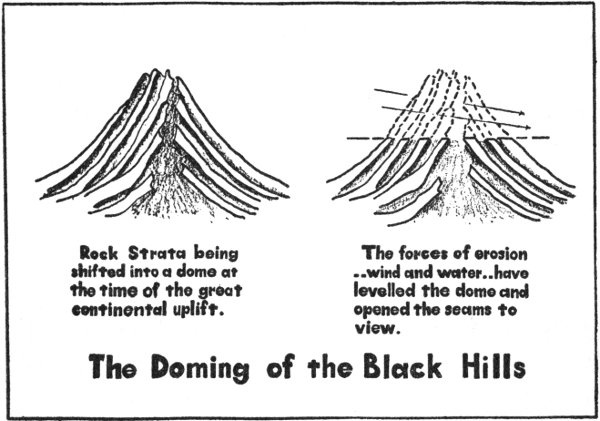 Rock Strata being
shifted into a dome at
the time of the great
continental uplift.
The forces of erosion
..wind and water..have
levelled the dome and
opened the seams to
view.
The Doming of the Black Hills